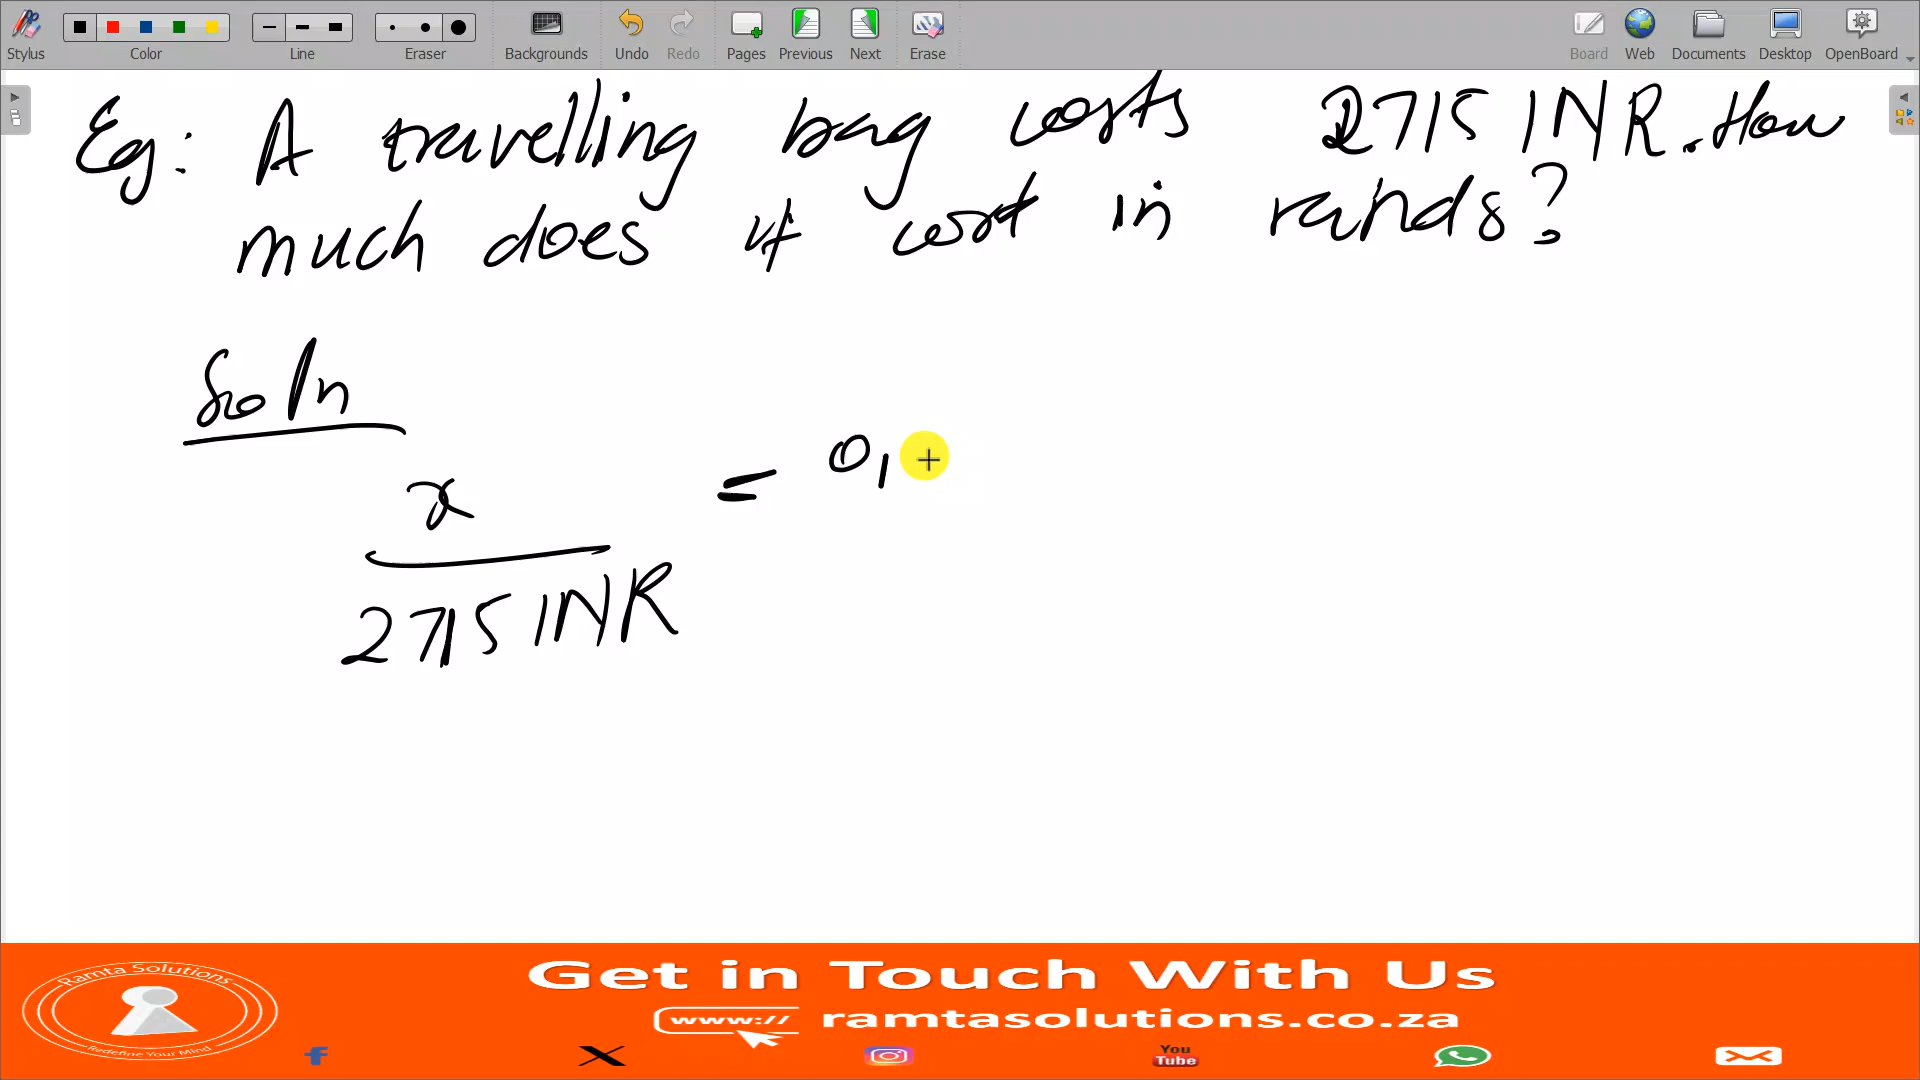 Stylus
Color
Line
Eraser
Backgrounds
Undo
Redo
Pages
Previous
Next
Erase
Board
Web
Documents
Desktop
OpenBoard
Eg: A travelling bag costs 2715 INR. How
much does it cost in rands?
Soln
x = 0,
2715 INR
Ramta Solutions
Redefine Your Mind
Get in Touch With Us
www:// ramtasolutions.co.za
You
Tube